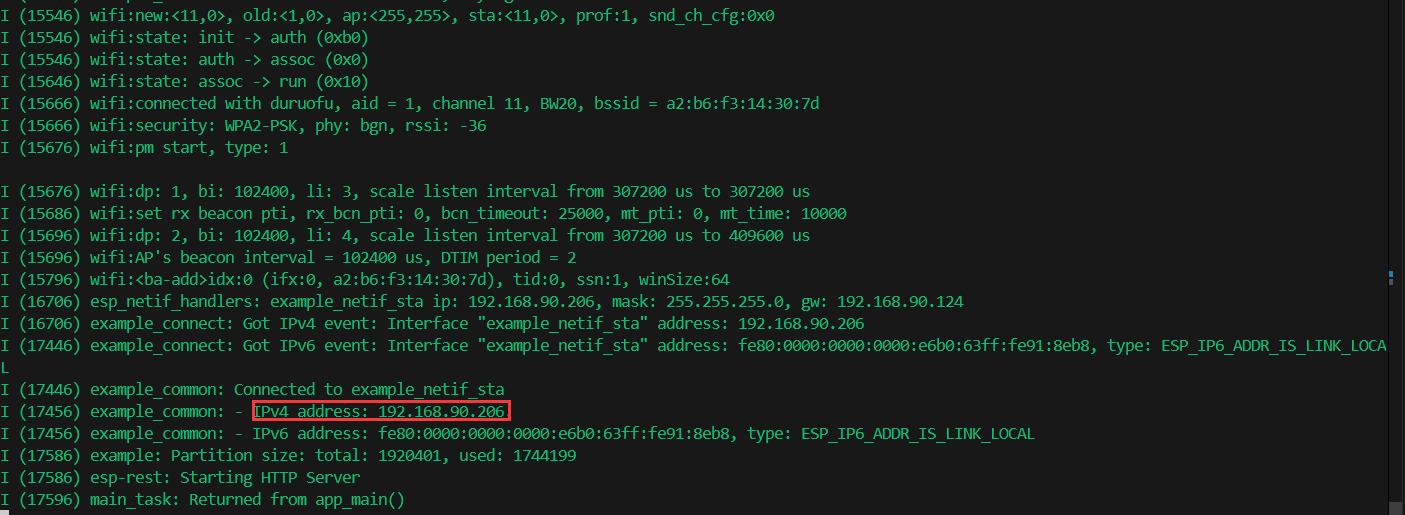 I (15546) wifi:new:<11,0>, old:<1,0>, ap:<255,255>, sta:<11,0>, prof:1, snd_ch_cfg:0x0
I (15546) wifi:state: init -> auth (0xb0)
I (15546) wifi:state: auth -> assoc (0x0)
I (15646) wifi:state: assoc -> run (0x10)
I (15666) wifi:connected with duruofu, aid = 1, channel 11, BW20, bssid = a2:b6:f3:14:30:7d
I (15666) wifi:security: WPA2-PSK, phy: bgn, rssi: -36
I (15676) wifi:pm start, type: 1
I (15676) wifi:dp: 1, bi: 102400, li: 3, scale listen interval from 307200 us to 307200 us
I (15686) wifi:set rx beacon pti, rx_bcn_pti: 0, bcn_timeout: 25000, mt_pti: 0, mt_time: 10000
I (15696) wifi:dp: 2, bi: 102400, li: 4, scale listen interval from 307200 us to 409600 us
I (15696) wifi:AP's beacon interval = 102400 us, DTIM period = 2
I (15796) wifi:<ba-add>idx:0 (ifx:0, a2:b6:f3:14:30:7d), tid:0, ssn:1, winSize:64
I (16706) esp_netif_handlers: example_netif_sta ip: 192.168.90.206, mask: 255.255.255.0, gw: 192.168.90.124
I (16706) example_connect: Got IPv4 event: Interface "example_netif_sta" address: 192.168.90.206
I (17446) example_connect: Got IPv6 event: Interface "example_netif_sta" address: fe80:0000:0000:0000:e6b0:63ff:fe91:8eb8, type: ESP_IP6_ADDR_IS_LINK_LOCA
L
I (17446) example_common: Connected to example_netif_sta
I (17456) example_common: - IPv4 address: 192.168.90.206,
I (17456) example_common: - IPv6 address: fe80:0000:0000:0000:e6b0:63ff:fe91:8eb8, type: ESP_IP6_ADDR_IS_LINK_LOCAL
I (17586) example: Partition size: total: 1920401, used: 1744199
I (17586) esp-rest: Starting HTTP Server
I (17596) main_task: Returned from app_main()